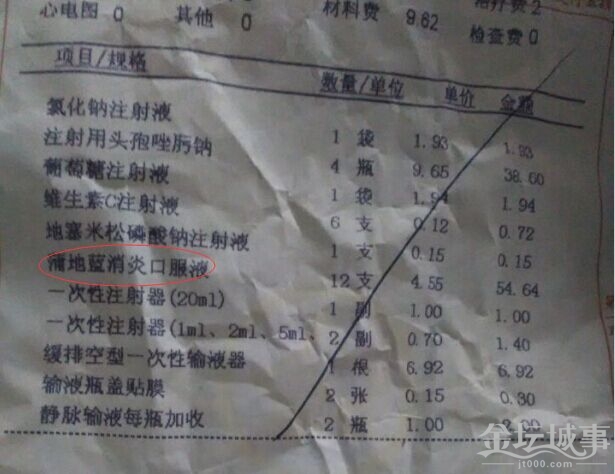 心电图 0 其他 0 材料费 9.62 治疗费 2
检查费 0
项目/规格 数量/单位 单价 金额
氯化钠注射液 1 袋 1.93 1.93
注射用头孢唑肟钠 4 瓶 9.65 38.60
葡萄糖注射液 1 袋 1.94 1.94
维生素C注射液 6 支 0.12 0.72
地塞米松磷酸钠注射液 1 支 0.15 0.15
蒲地蓝消炎口服液 12 支 4.55 54.64
一次性注射器(20ml) 1 副 1.00 1.00
一次性注射器(1ml、2ml、5ml、 2 副 0.70 1.40
缓排空型一次性输液器 1 根 6.92 6.92
输液瓶盖贴膜 2 张 0.15 0.30
静脉输液每瓶加收 2 瓶 1.00 2.00
金坛城事
jt000.com